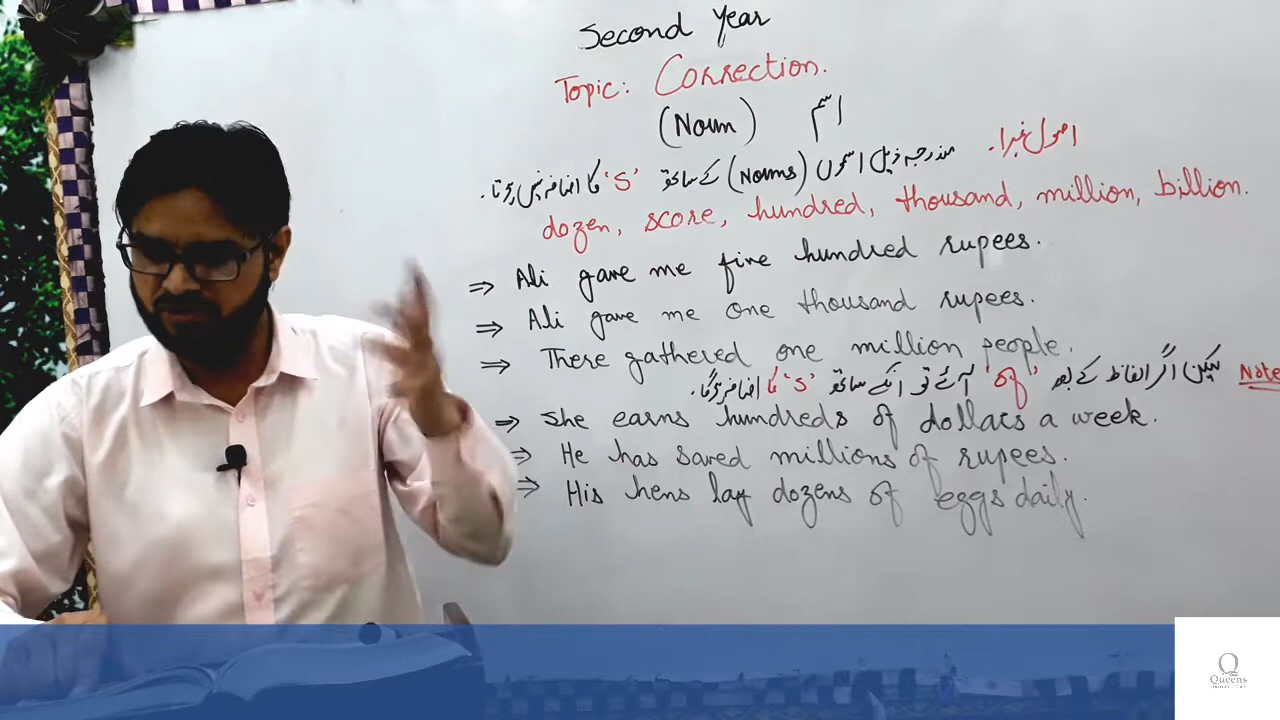 Second Year
Topic: Correction.
(Noun) اسم
اصول نمبر 1۔ مندرجہ ذیل اسموں (Nouns) کے ساتھ 'S' کا اضافہ نہیں ہوتا۔
dozen, score, hundred, thousand, million, billion.
⇒ Ali gave me five hundred rupees.
⇒ Ali gave me one thousand rupees.
⇒ There gathered one million people.
Note لیکن اگر الفاظ کے بعد 'of' آئے تو انکے ساتھ 'S' کا اضافہ ہوگا۔
⇒ She earns hundreds of dollars a week.
⇒ He has saved millions of rupees.
⇒ His hens lay dozens of eggs daily.
Queens